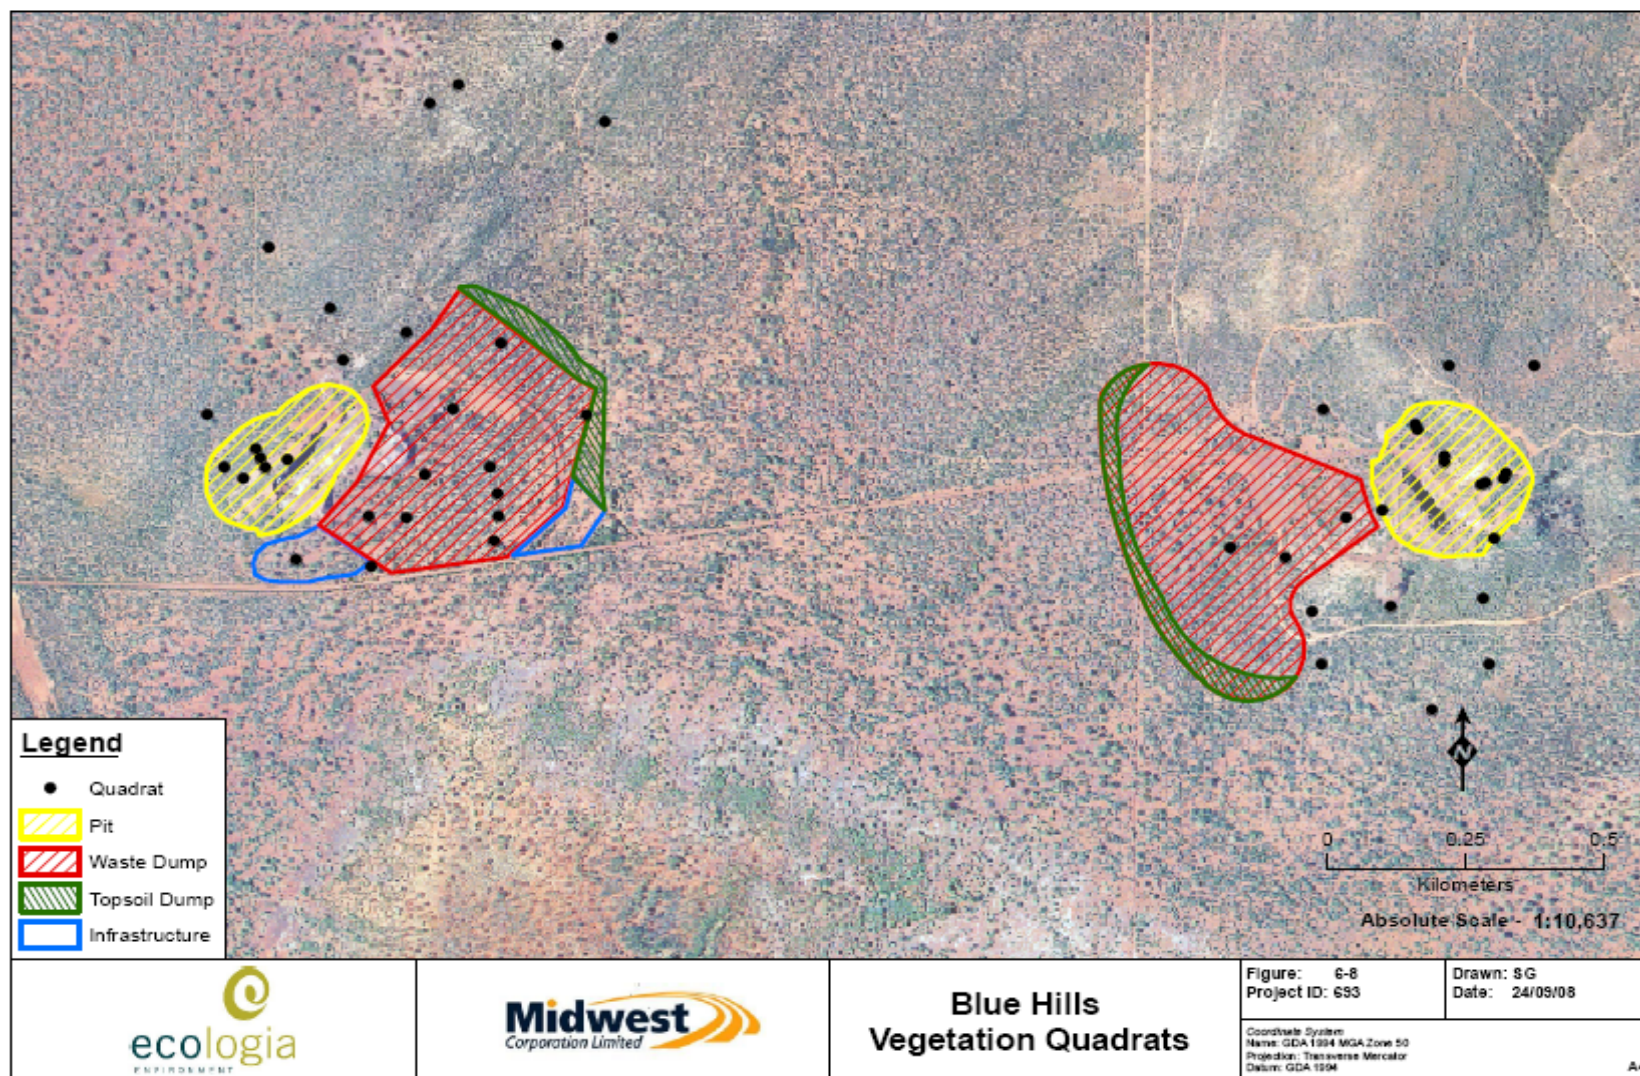 Legend
Quadrat
Pit
Waste Dump
Topsoil Dump
Infrastructure
N
0 0.25 0.5
Kilometers
Absolute Scale - 1:10,637
ecologia
ENVIRONMENT
Midwest
Corporation Limited
Blue Hills
Vegetation Quadrats
Figure: 6-8
Project ID: 693
Drawn: SG
Date: 24/09/08
Coordinate System
Name: GDA 1994 MGA Zone 50
Projection: Transverse Mercator
Datum: GDA 1994